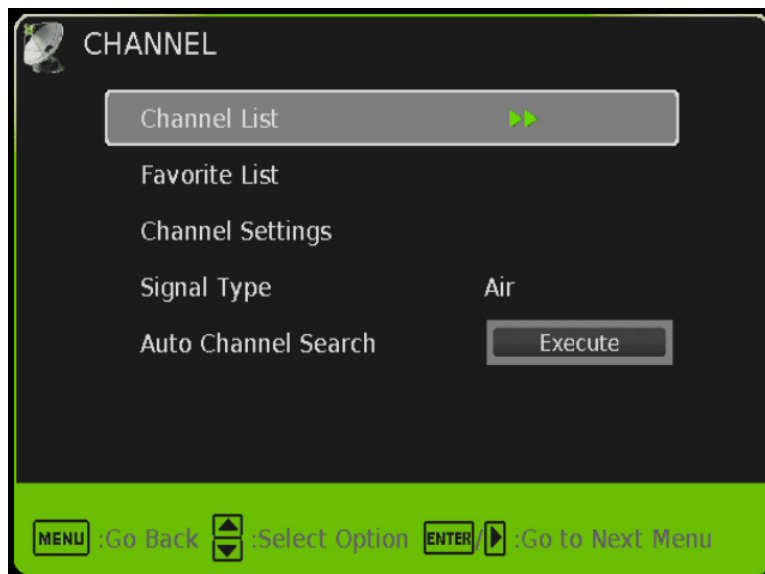 CHANNEL
Channel List
Favorite List
Channel Settings
Signal Type Air
Auto Channel Search Execute
MENU :Go Back :Select Option ENTER/ :Go to Next Menu